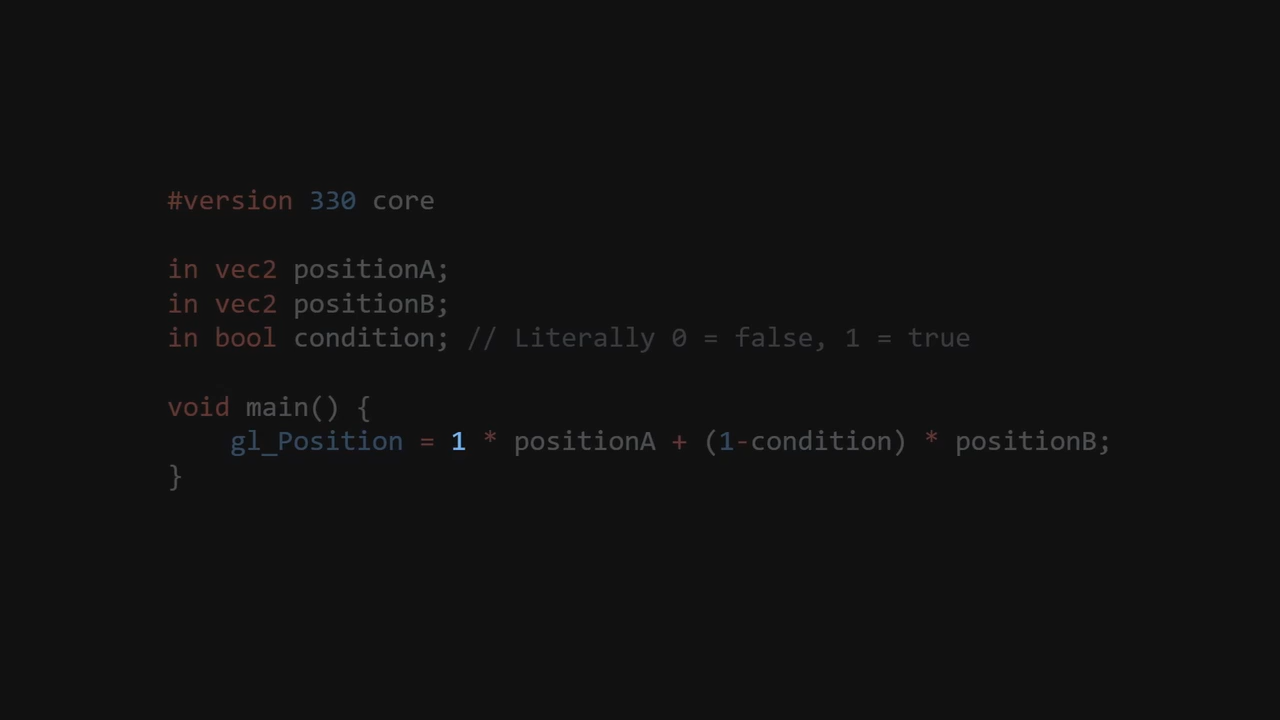 #version 330 core
in vec2 positionA;
in vec2 positionB;
in bool condition; // Literally 0 = false, 1 = true
void main() {
gl_Position = 1 * positionA + (1-condition) * positionB;
}